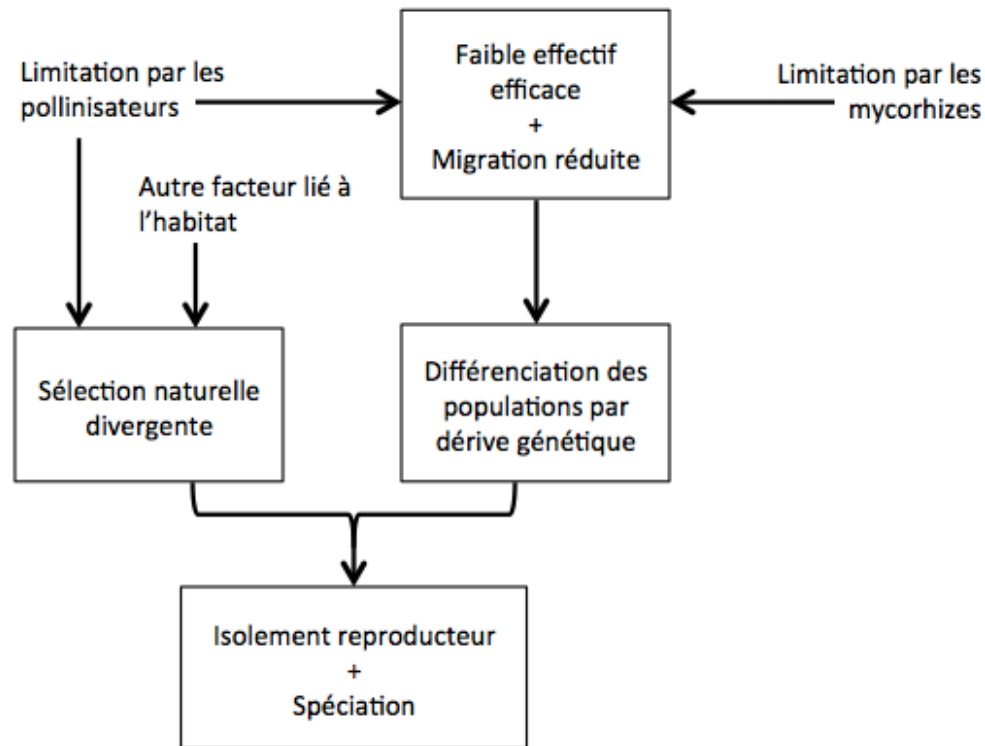 Limitation par les
pollinisateurs
Faible effectif
efficace
+
Migration réduite
Limitation par les
mycorhizes
Autre facteur lié à
l’habitat
Sélection naturelle
divergente
Différenciation des
populations par
dérive génétique
Isolement reproducteur
+
Spéciation